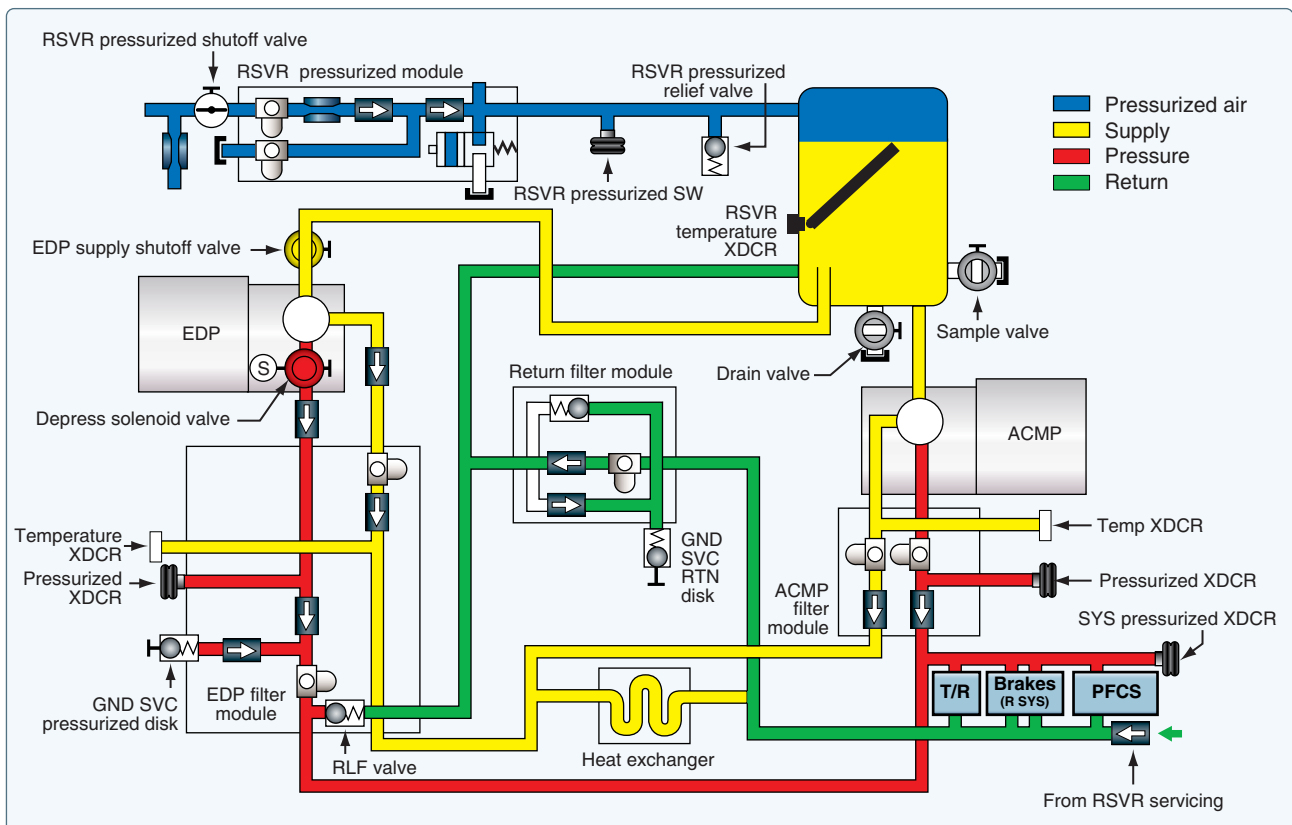 RSVR pressurized shutoff valve
RSVR pressurized module
RSVR pressurized
relief valve
Pressurized air
Supply
Pressure
Return
RSVR pressurized SW
RSVR
temperature
XDCR
EDP supply shutoff valve
EDP
S
Depress solenoid valve
Sample valve
Drain valve
Return filter module
ACMP
Temperature
XDCR
Pressurized
XDCR
GND SVC
pressurized disk
EDP filter
module
RLF valve
GND
SVC
RTN
disk
ACMP
filter
module
Temp XDCR
Pressurized XDCR
SYS pressurized XDCR
T/R
Brakes
(R SYS)
PFCS
Heat exchanger
From RSVR servicing